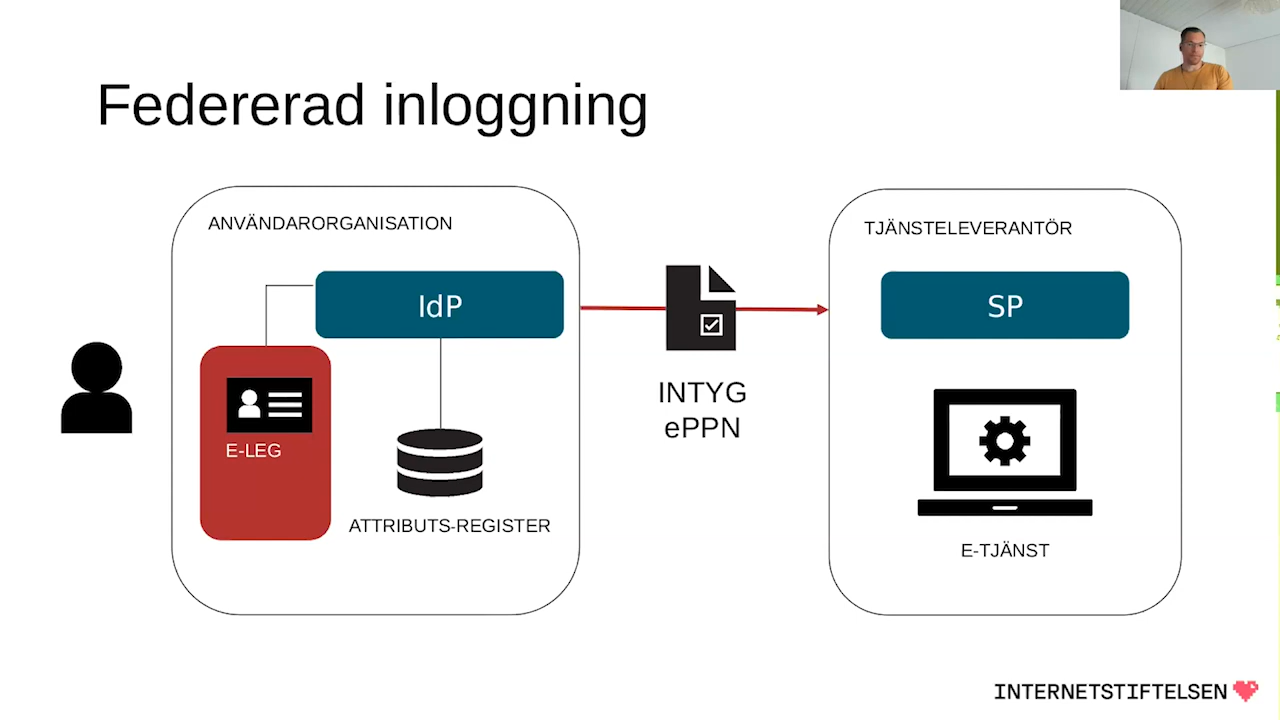 Federerad inloggning
ANVÄNDARORGANISATION
TJÄNSTELEVERANTÖR
IdP
SP
INTYG
ePPN
E-LEG
ATTRIBUTS-REGISTER
E-TJÄNST
INTERNETSTIFTELSEN